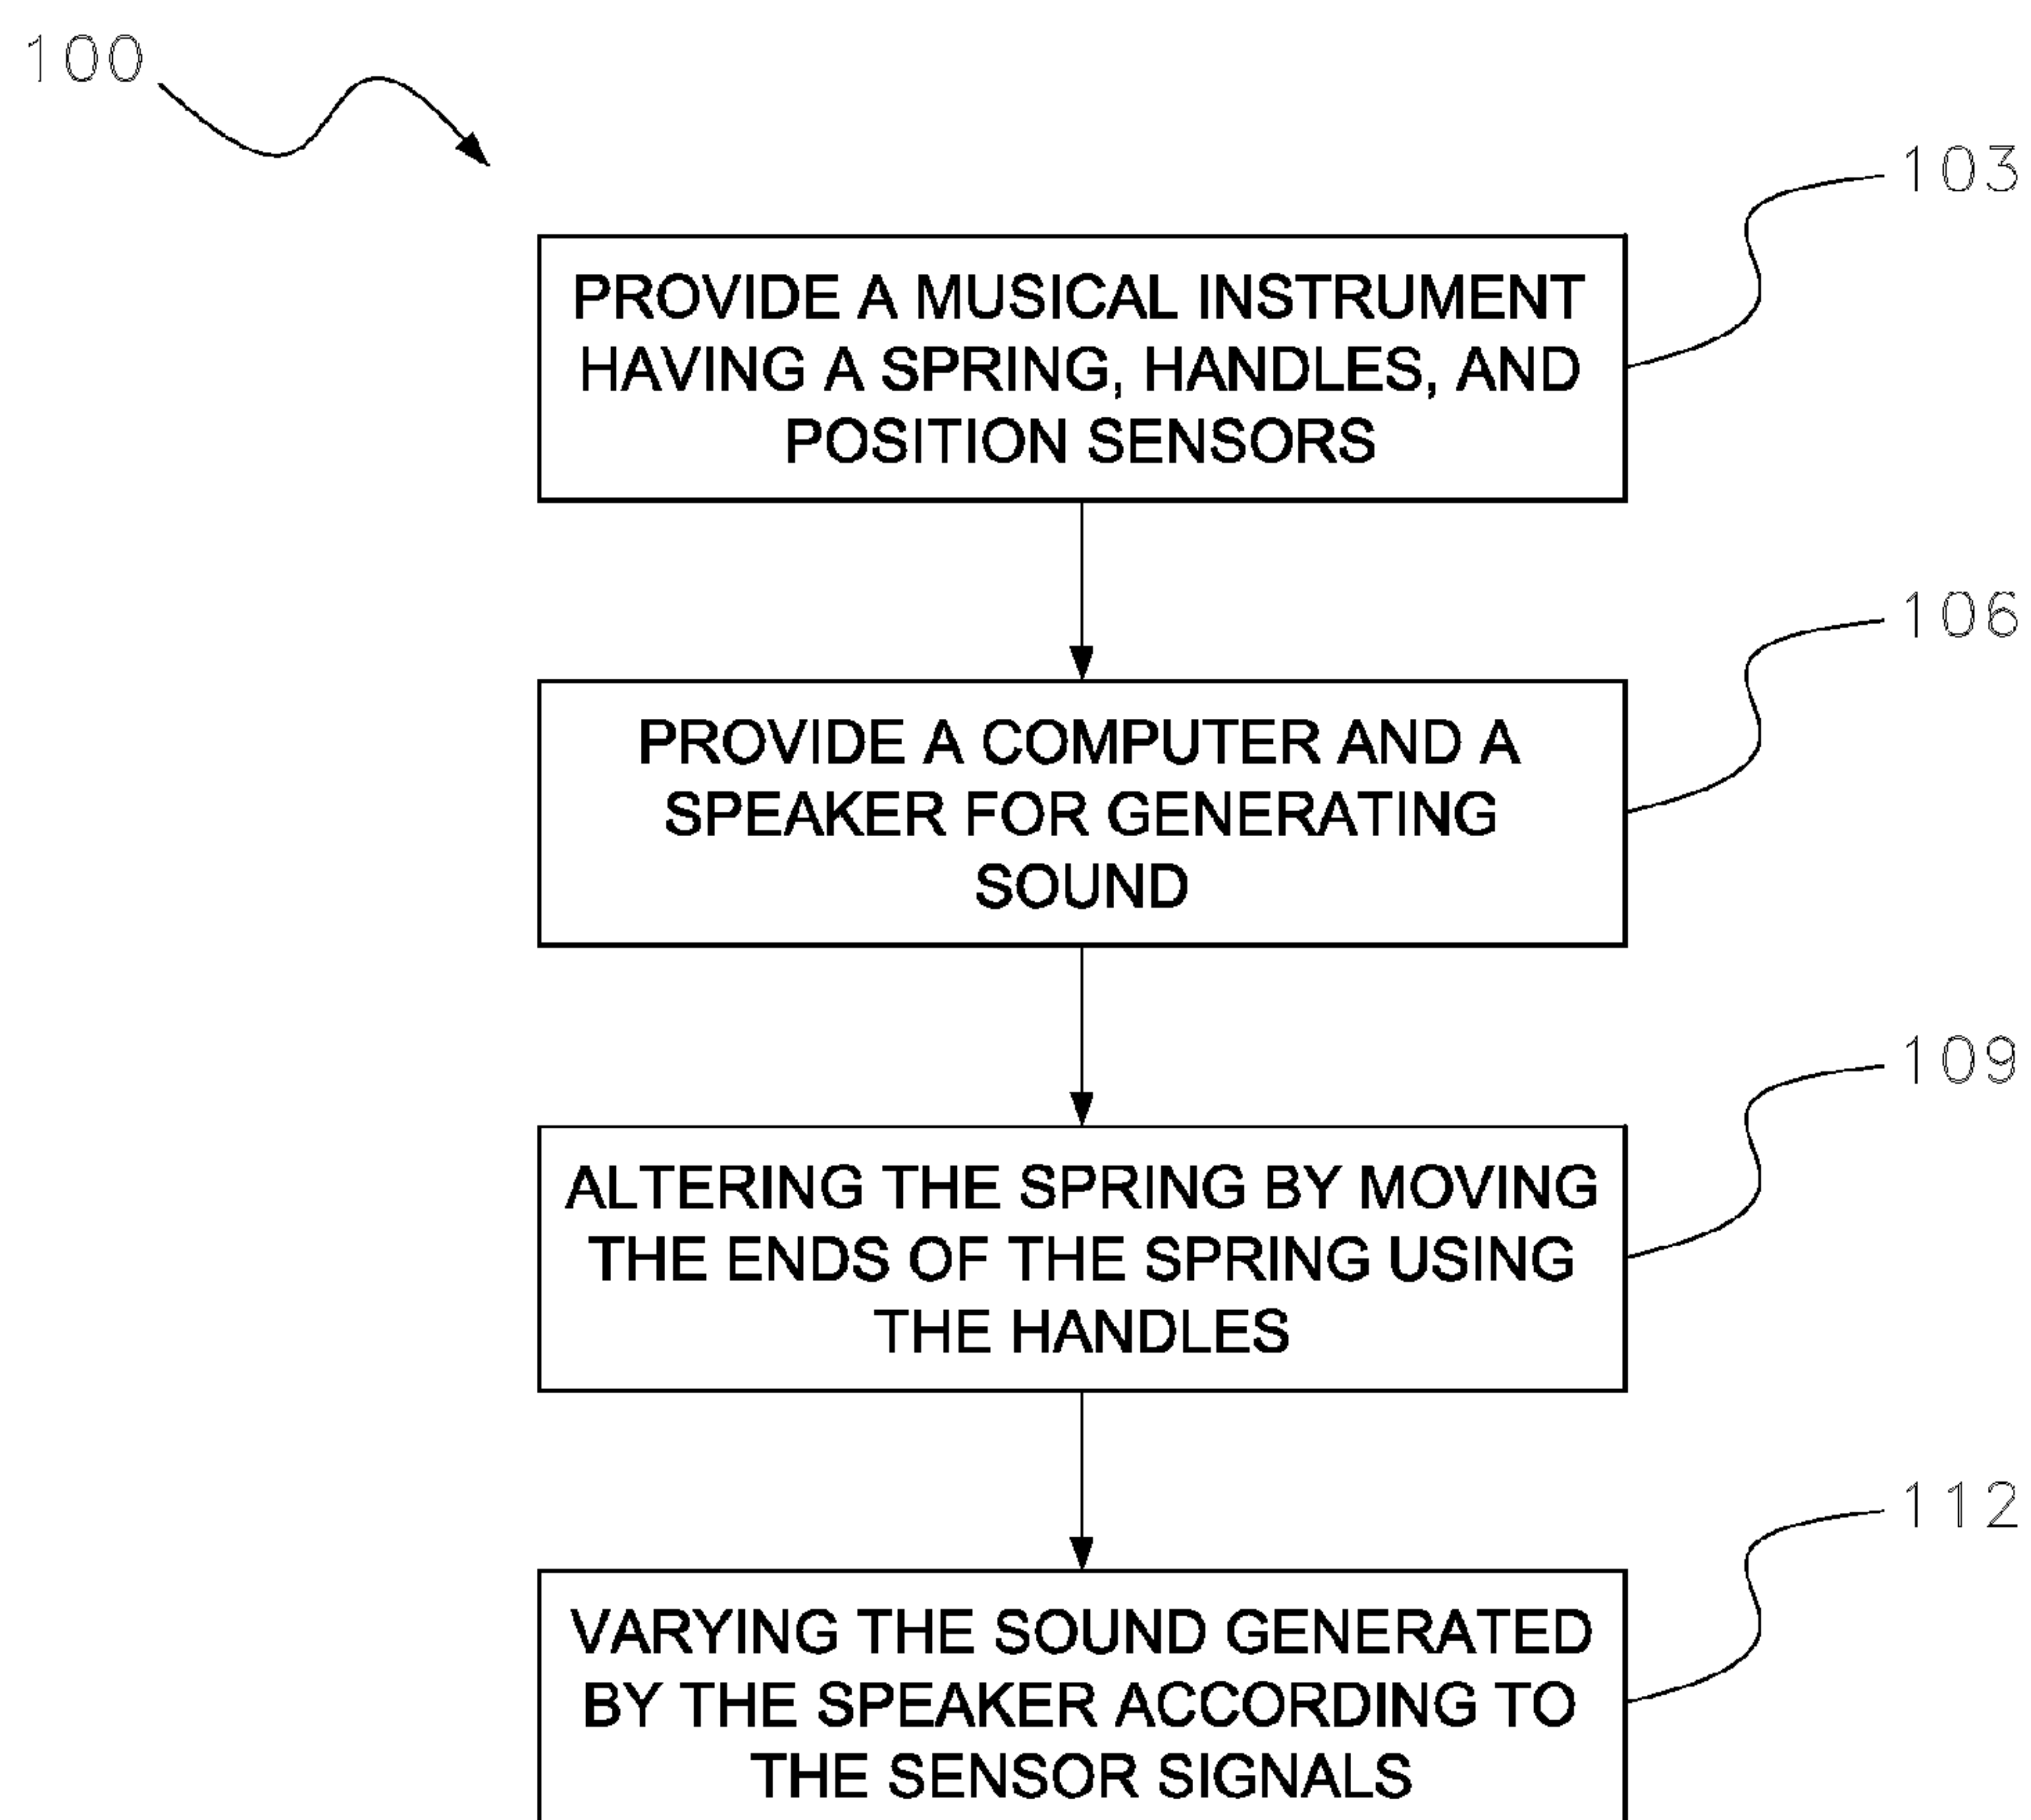 100
103
PROVIDE A MUSICAL INSTRUMENT
HAVING A SPRING, HANDLES, AND
POSITION SENSORS
106
PROVIDE A COMPUTER AND A
SPEAKER FOR GENERATING
SOUND
109
ALTERING THE SPRING BY MOVING
THE ENDS OF THE SPRING USING
THE HANDLES
112
VARYING THE SOUND GENERATED
BY THE SPEAKER ACCORDING TO
THE SENSOR SIGNALS